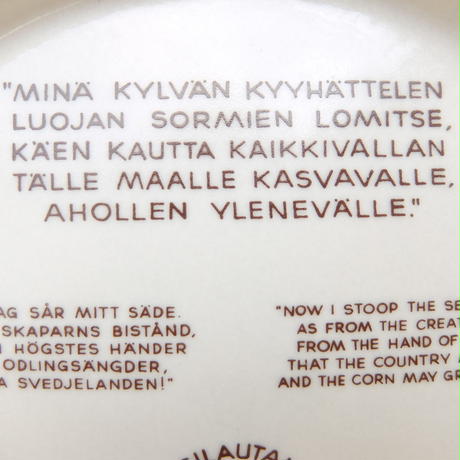 "MINÄ KYLVÄN KYYHÄTTELEN
LUOJAN SORMIEN LOMITSE,
KÄEN KAUTTA KAIKKIVALLAN
TÄLLE MAALLE KASVAVALLE,
AHOLLEN YLENEVÄLLE."
SÅR MITT SÄDE.
SKAPARNS BISTÅND,
HÖGSTES HÄNDER
ODLINGSÄNGDER,
SVEDJELANDEN!"
"NOW I STOOP THE
AS FROM THE
FROM THE HAND OF
THAT THE COUNTRY
AND THE CORN MAY